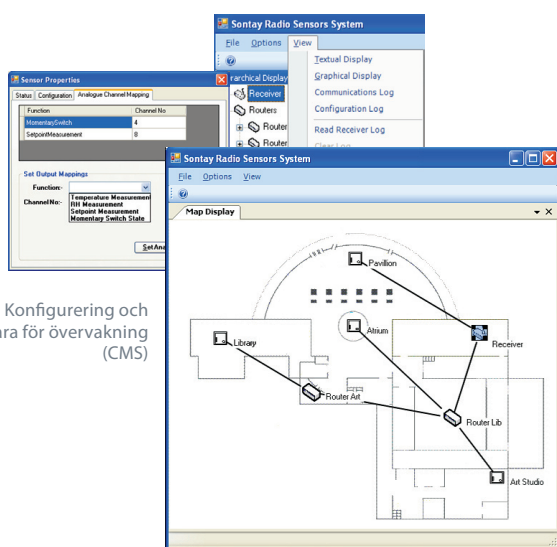 Sontay Radio Sensors System
File Options View
Textual Display
Graphical Display
Communications Log
Configuration Log
Read Receiver Log
Clear Log
rarchical Display
Receiver
Routers
Router
Router
Sensor Properties
Status Configuration Analogue Channel Mapping
Function Channel No
MomentarySwitch 4
SetpointMeasurement 8
Set Output Mappings
Function:-
Temperature Measurement
RH Measurement
Setpoint Measurement
Momentary Switch State
ChannelNo:-
Set Ana
Konfigurering och
ara för övervakning
(CMS)
Sontay Radio Sensors System
File Options View
Map Display
Pavillion
Atrium
Receiver
Library
Router Art
Router Lib
Art Studio